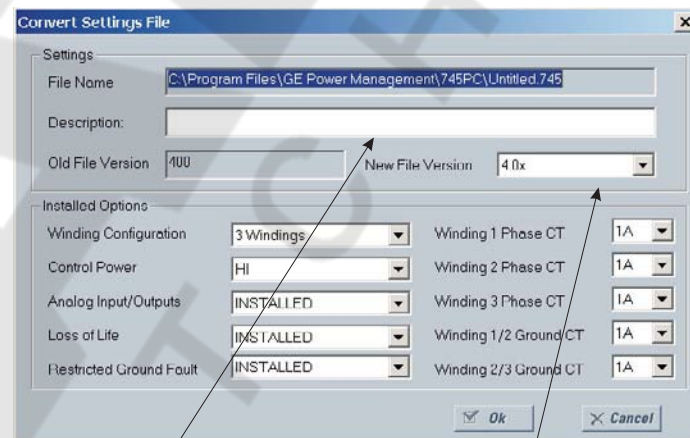 Convert Settings File
Settings
File Name C:\Program Files\GE Power Management\745PC\Untitled.745
Description:
Old File Version 400 New File Version 4.0x
Installed Options
Winding Configuration 3 Windings Winding 1 Phase CT 1A
Control Power HI Winding 2 Phase CT 1A
Analog Input/Outputs INSTALLED Winding 3 Phase CT 1A
Loss of Life INSTALLED Winding 1/2 Ground CT 1A
Restricted Ground Fault INSTALLED Winding 2/3 Ground CT 1A
Ok Cancel